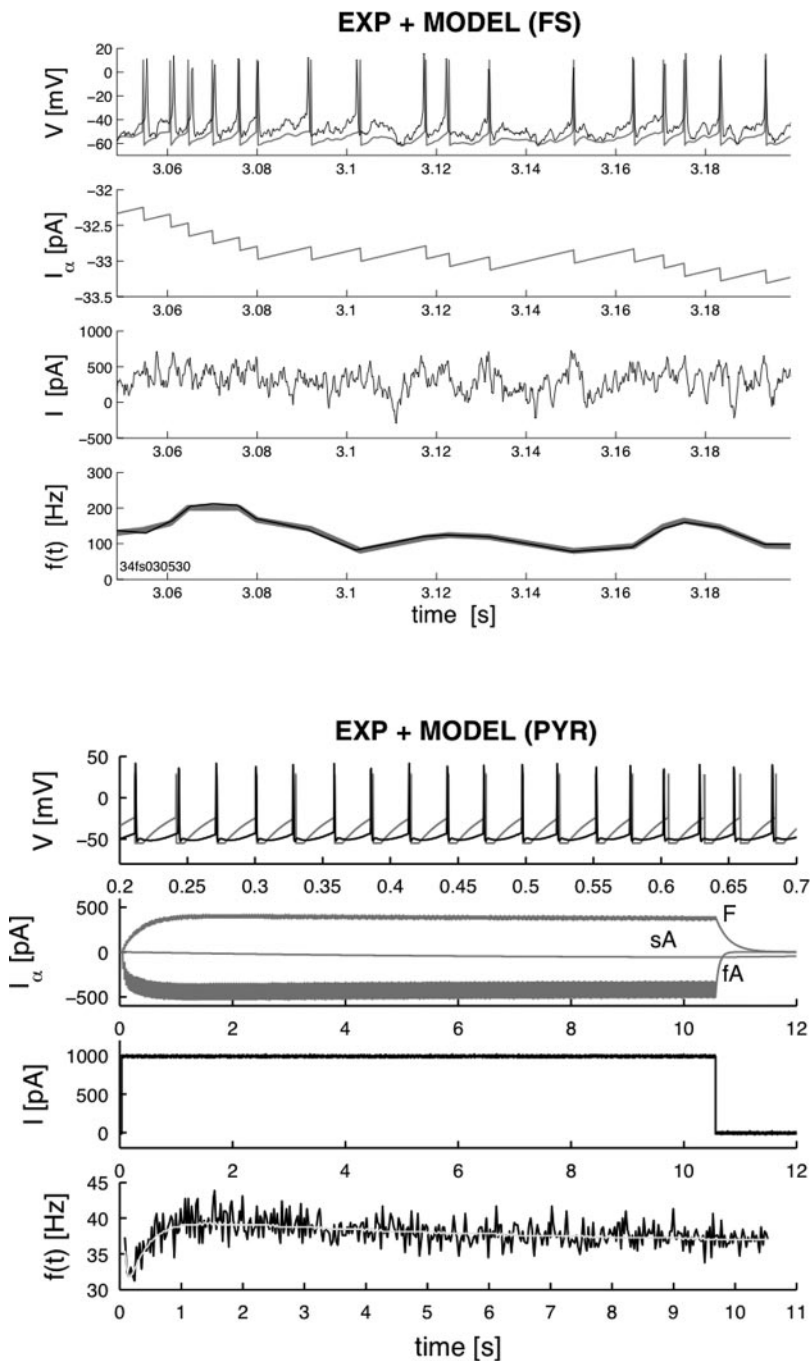 EXP + MODEL (FS)
V [mV]
20
0
−20
−40
−60
3.06 3.08 3.1 3.12 3.14 3.16 3.18
I α [pA]
−32
−32.5
−33
−33.5
3.06 3.08 3.1 3.12 3.14 3.16 3.18
I [pA]
1000
500
0
−500
3.06 3.08 3.1 3.12 3.14 3.16 3.18
f(t) [Hz]
300
200
100
0
34fs030530
3.06 3.08 3.1 3.12 3.14 3.16 3.18
time [s]
EXP + MODEL (PYR)
V [mV]
50
0
−50
0.2 0.25 0.3 0.35 0.4 0.45 0.5 0.55 0.6 0.65 0.7
I α [pA]
500
0
−500
F
sA
fA
0 2 4 6 8 10 12
I [pA]
1000
500
0
0 2 4 6 8 10 12
f(t) [Hz]
45
40
35
30
0 1 2 3 4 5 6 7 8 9 10 11
time [s]